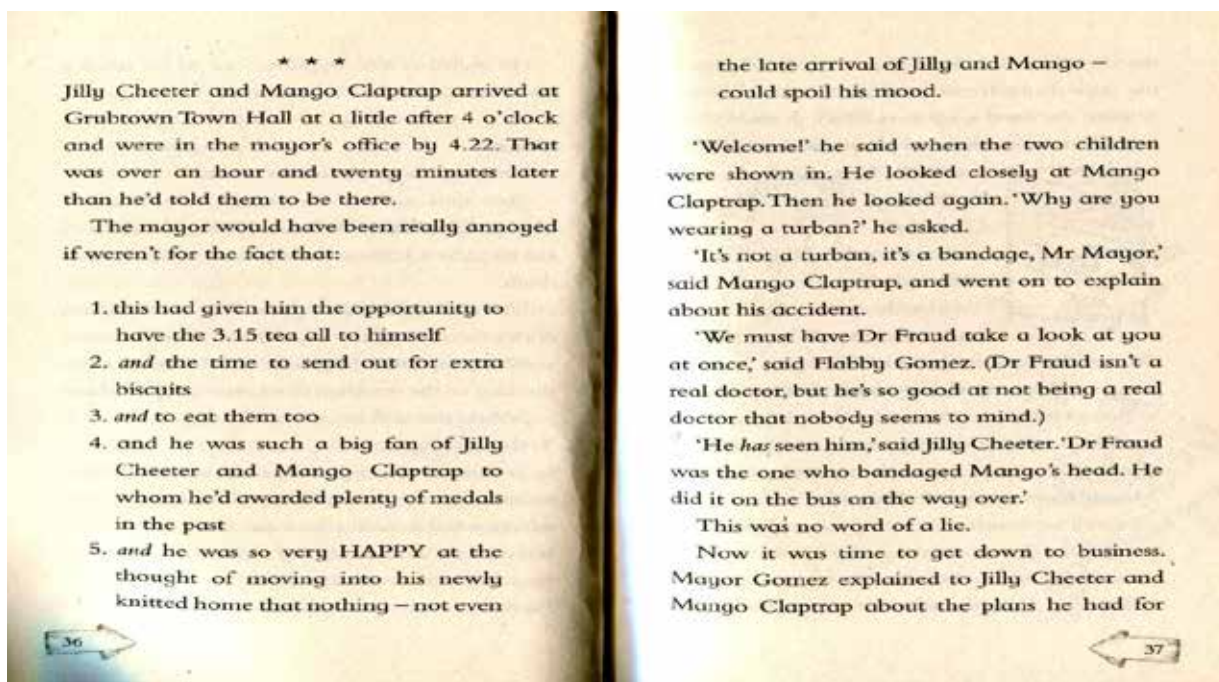 ★ ★ ★
Jilly Cheeter and Mango Claptrap arrived at
Grubtown Town Hall at a little after 4 o'clock
and were in the mayor's office by 4.22. That
was over an hour and twenty minutes later
than he'd told them to be there.
The mayor would have been really annoyed
if weren't for the fact that:
1. this had given him the opportunity to
have the 3.15 tea all to himself
2. and the time to send out for extra
biscuits
3. and to eat them too
4. and he was such a big fan of Jilly
Cheeter and Mango Claptrap to
whom he'd awarded plenty of medals
in the past
5. and he was so very HAPPY at the
thought of moving into his newly
knitted home that nothing – not even
36
the late arrival of Jilly and Mango –
could spoil his mood.
'Welcome!' he said when the two children
were shown in. He looked closely at Mango
Claptrap. Then he looked again. 'Why are you
wearing a turban?' he asked.
'It's not a turban, it's a bandage, Mr Mayor,'
said Mango Claptrap, and went on to explain
about his accident.
'We must have Dr Fraud take a look at you
at once,' said Flabby Gomez. (Dr Fraud isn't a
real doctor, but he's so good at not being a real
doctor that nobody seems to mind.)
'He has seen him,' said Jilly Cheeter. 'Dr Fraud
was the one who bandaged Mango's head. He
did it on the bus on the way over.'
This was no word of a lie.
Now it was time to get down to business.
Mayor Gomez explained to Jilly Cheeter and
Mango Claptrap about the plans he had for
37